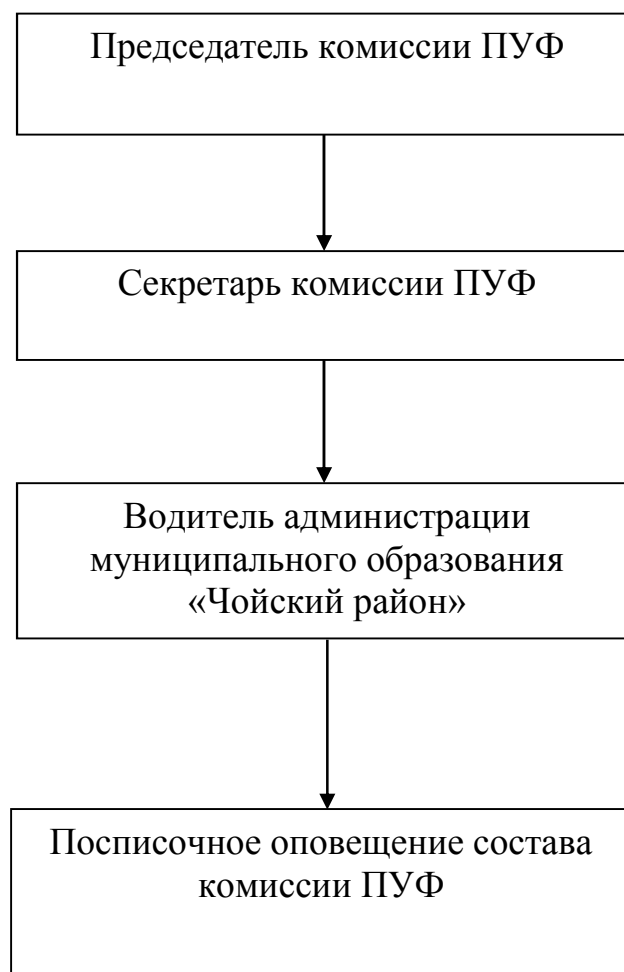 Председатель комиссии ПУФ
Секретарь комиссии ПУФ
Водитель администрации
муниципального образования
«Чойский район»
Посписочное оповещение состава
комиссии ПУФ